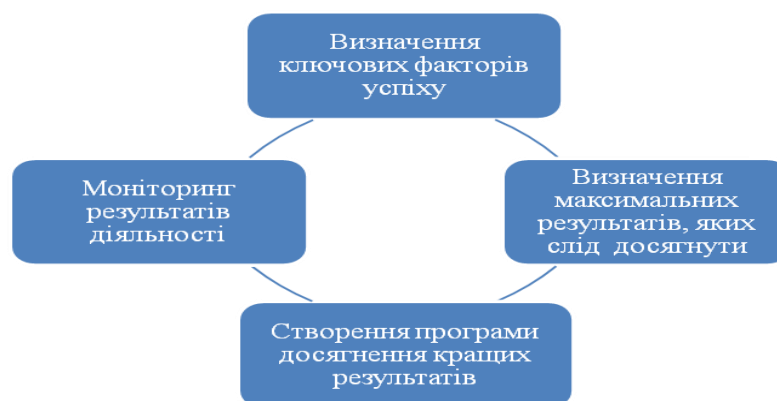 Визначення
ключових факторів
успіху
Моніторинг
результатів
діяльності
Визначення
максимальних
результатів, яких
слід досягнути
Створення програми
досягнення кращих
результатів